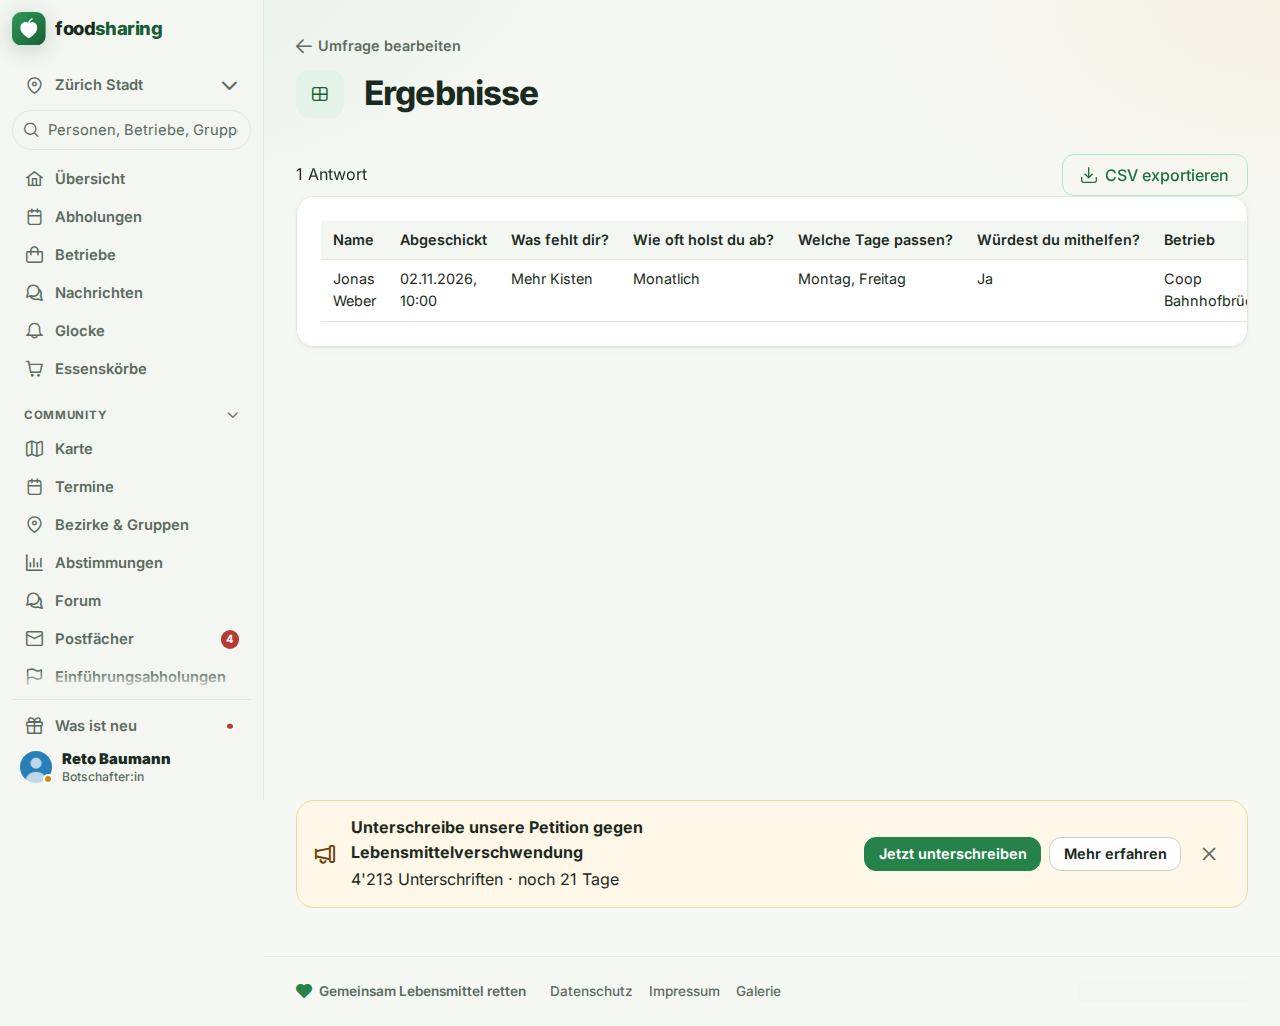 foodsharing
Zürich Stadt
Personen, Betriebe, Grupp
Übersicht
Abholungen
Betriebe
Nachrichten
Glocke
Essenskörbe
COMMUNITY
Karte
Termine
Bezirke & Gruppen
Abstimmungen
Forum
Postfächer 4
Einführungsabholungen
Was ist neu
Reto Baumann
Botschafter:in
Umfrage bearbeiten
Ergebnisse
1 Antwort
CSV exportieren
Name Abgeschickt Was fehlt dir? Wie oft holst du ab? Welche Tage passen? Würdest du mithelfen? Betrieb
Jonas 02.11.2026, Mehr Kisten Monatlich Montag, Freitag Ja Coop
Weber 10:00 Bahnhofbrü
Unterschreibe unsere Petition gegen
Lebensmittelverschwendung
4'213 Unterschriften · noch 21 Tage
Jetzt unterschreiben
Mehr erfahren
Gemeinsam Lebensmittel retten Datenschutz Impressum Galerie